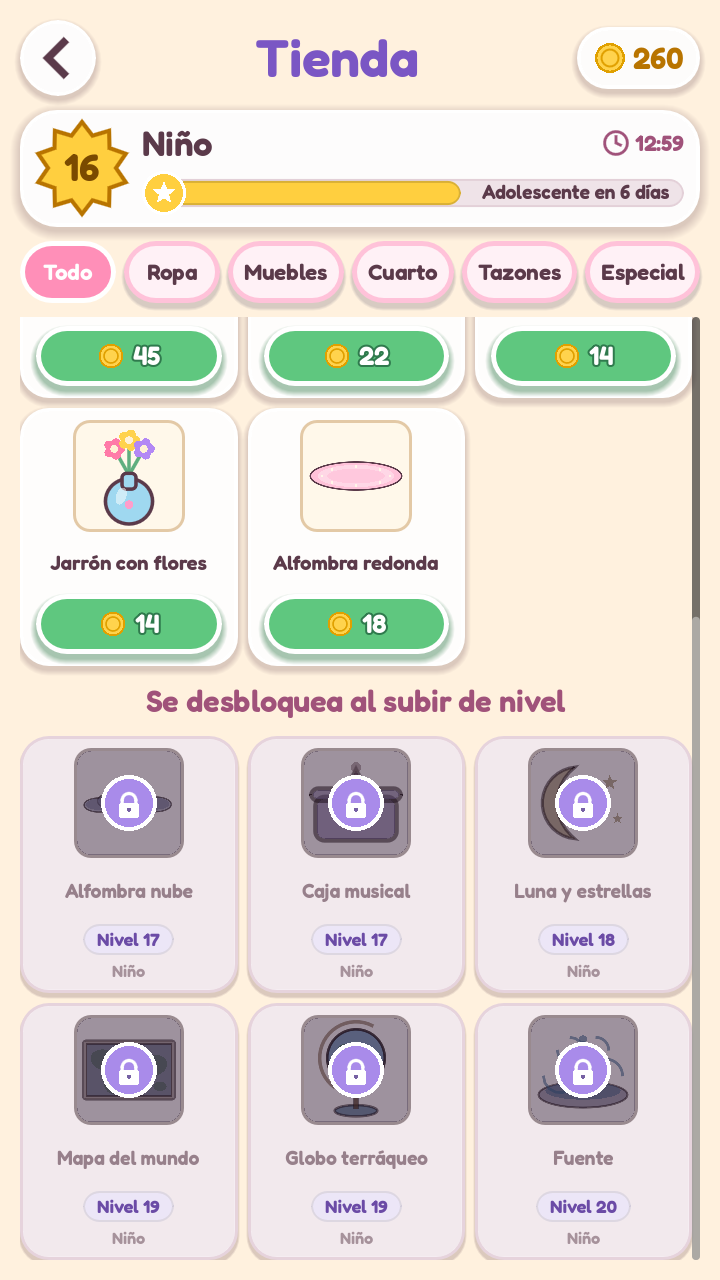 Tienda
260
16
Niño
12:59
Adolescente en 6 días
Todo
Ropa
Muebles
Cuarto
Tazones
Especial
45
22
14
Jarrón con flores
Alfombra redonda
14
18
Se desbloquea al subir de nivel
Alfombra nube
Caja musical
Luna y estrellas
Nivel 17
Nivel 17
Nivel 18
Niño
Niño
Niño
Mapa del mundo
Globo terráqueo
Fuente
Nivel 19
Nivel 19
Nivel 20
Niño
Niño
Niño